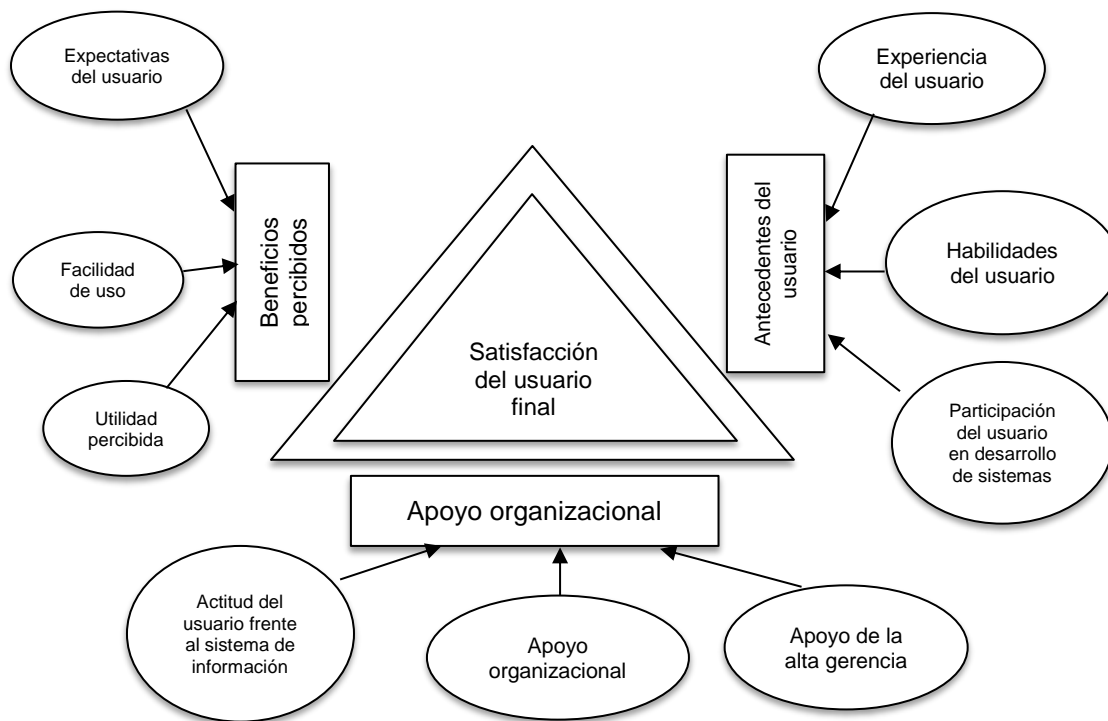 Expectativas
del usuario
Experiencia
del usuario
Beneficios
percibidos
Antecedentes del
usuario
Facilidad
de uso
Habilidades
del usuario
Satisfacción
del usuario
final
Utilidad
percibida
Participación
del usuario
en desarrollo
de sistemas
Apoyo organizacional
Actitud del
usuario frente
al sistema de
información
Apoyo
organizacional
Apoyo de la
alta gerencia